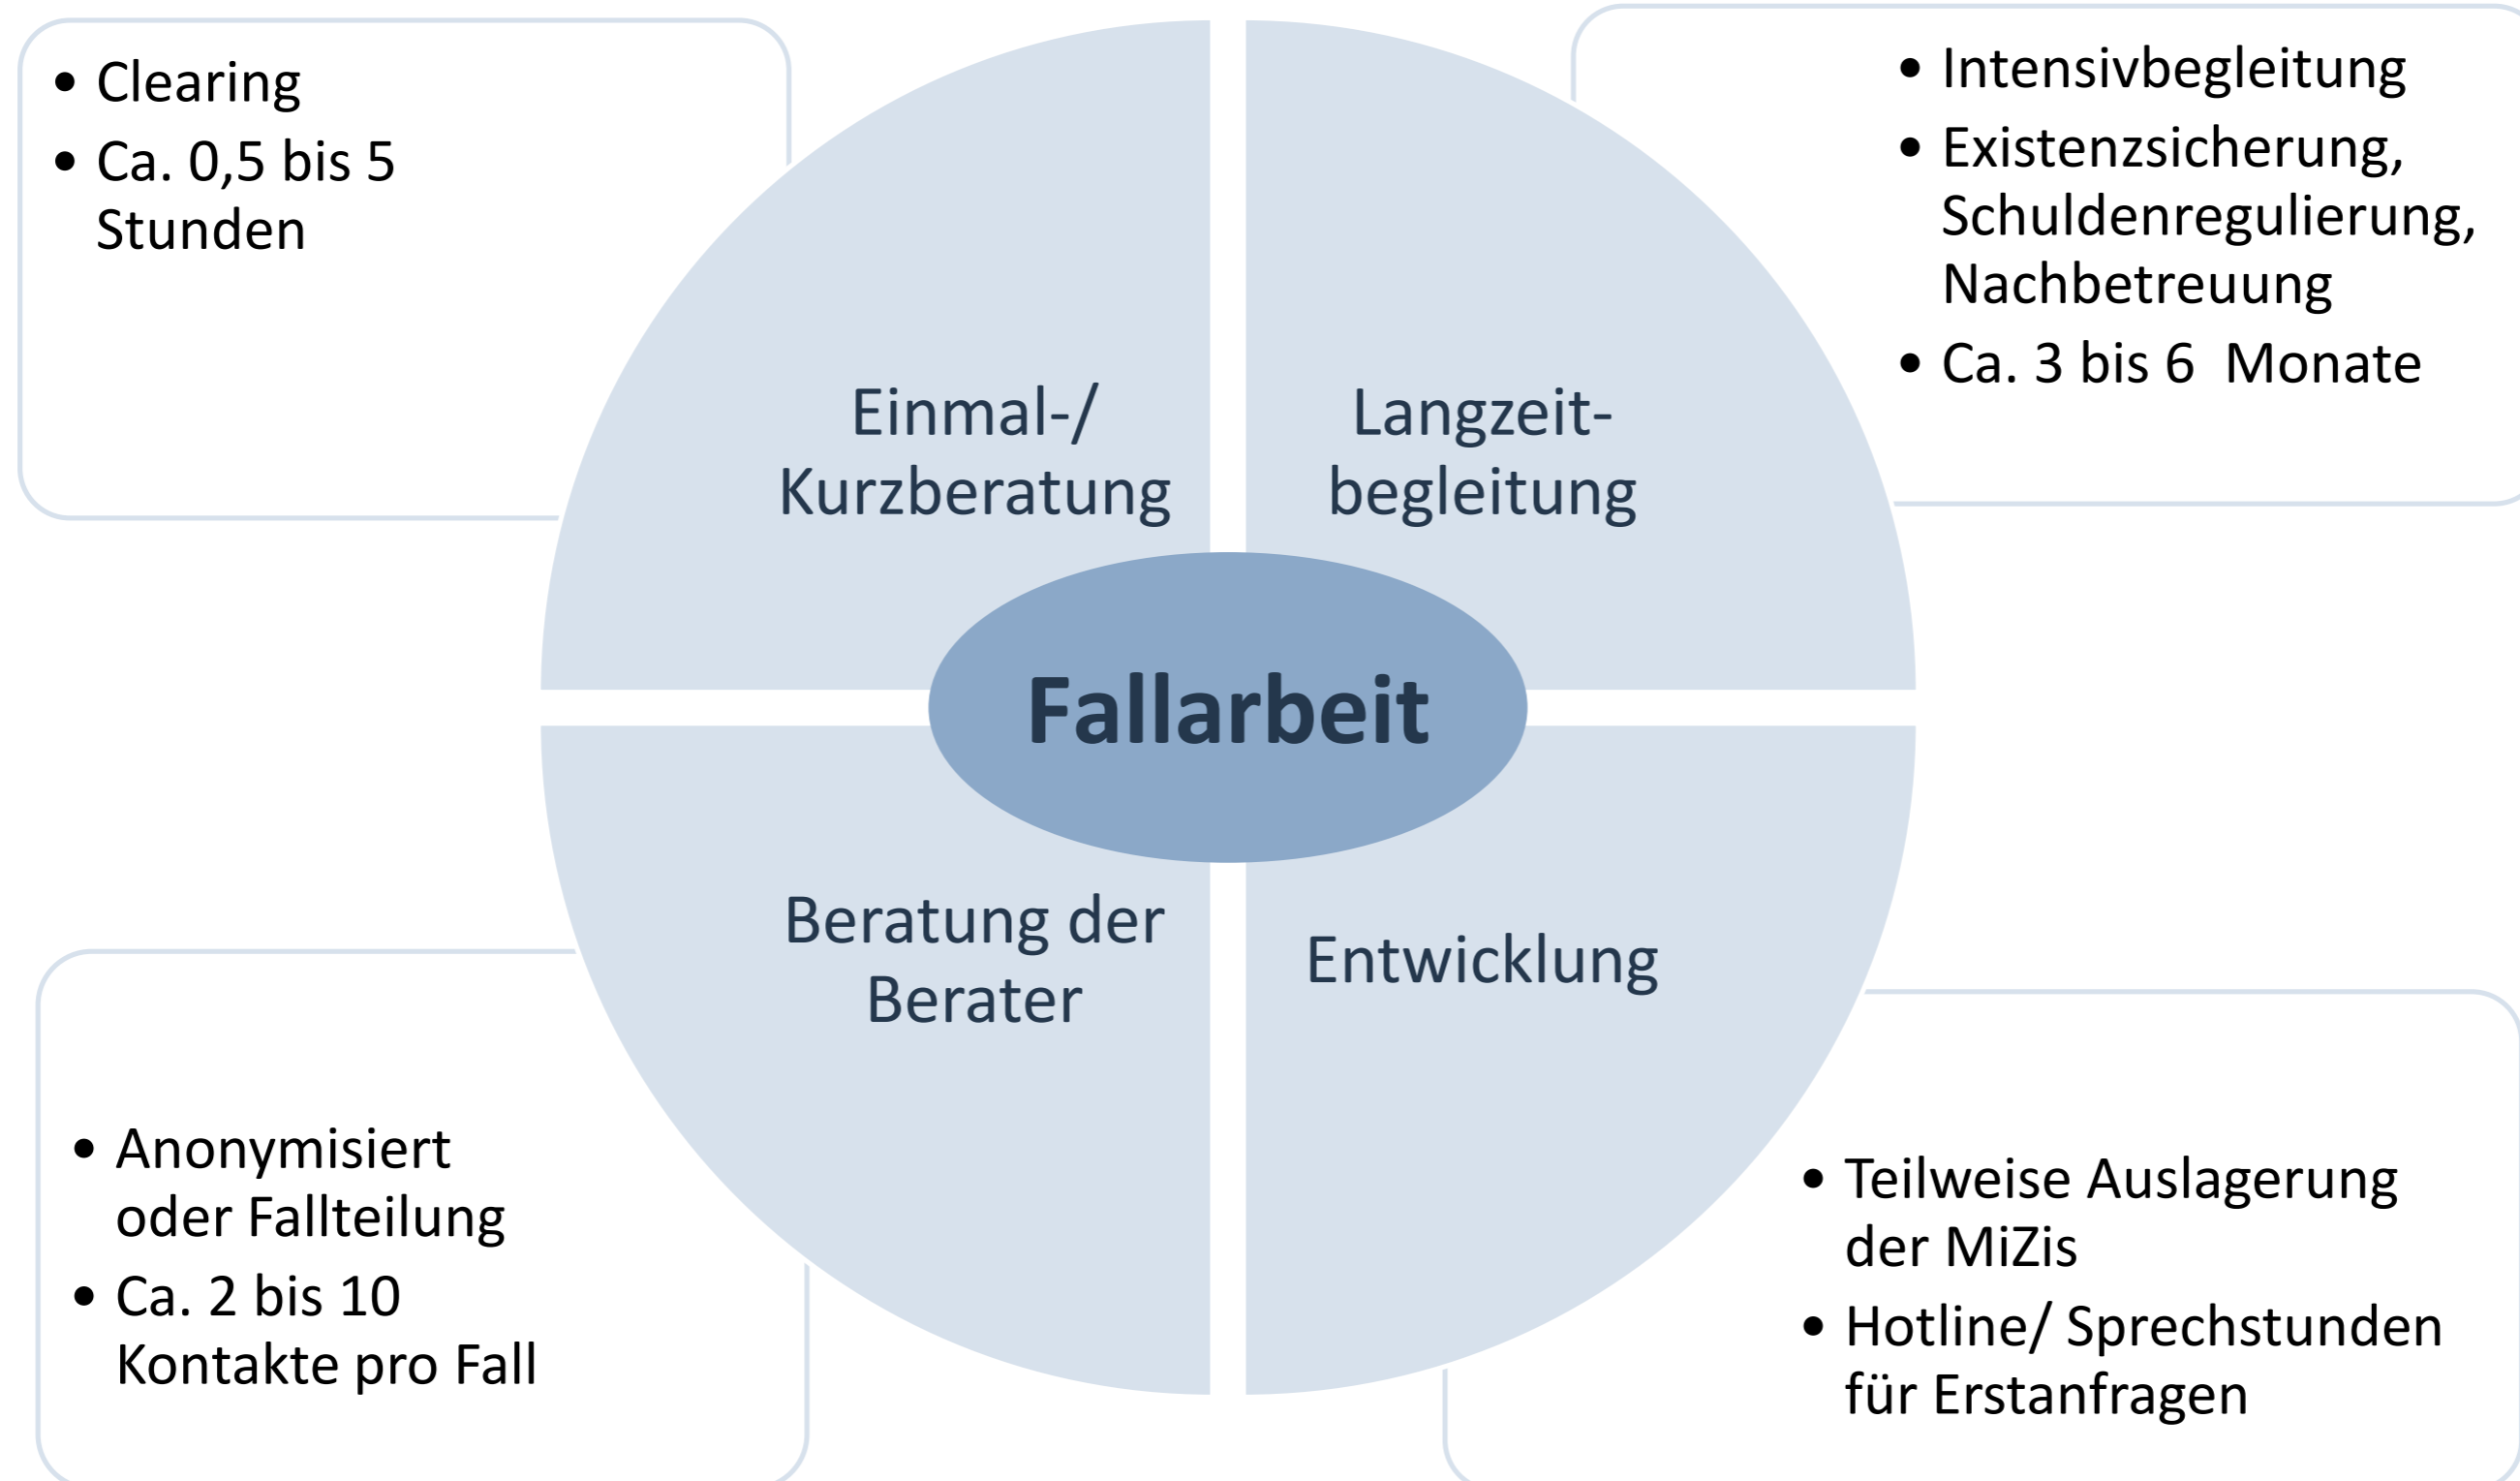 • Clearing
• Ca. 0,5 bis 5
Stunden
• Intensivbegleitung
• Existenzsicherung,
Schuldenregulierung,
Nachbetreuung
• Ca. 3 bis 6  Monate
Einmal-/
Kurzberatung
Langzeit-
begleitung
Fallarbeit
Beratung der
Berater
Entwicklung
• Anonymisiert
oder Fallteilung
• Ca. 2 bis 10
Kontakte pro Fall
• Teilweise Auslagerung
der MiZis
• Hotline/ Sprechstunden
für Erstanfragen